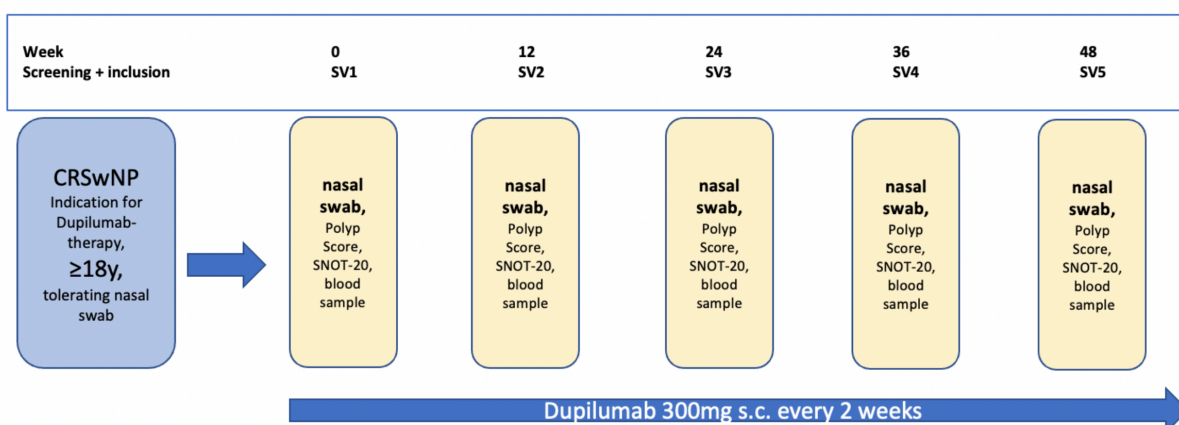 Week 0 12 24 36 48
Screening + inclusion SV1 SV2 SV3 SV4 SV5
CRSwNP
Indication for
Dupilumab-
therapy,
≥18y,
tolerating nasal
swab
nasal
swab,
Polyp
Score,
SNOT-20,
blood
sample
nasal
swab,
Polyp
Score,
SNOT-20,
blood
sample
nasal
swab,
Polyp
Score,
SNOT-20,
blood
sample
nasal
swab,
Polyp
Score,
SNOT-20,
blood
sample
nasal
swab,
Polyp
Score,
SNOT-20,
blood
sample
Dupilumab 300mg s.c. every 2 weeks